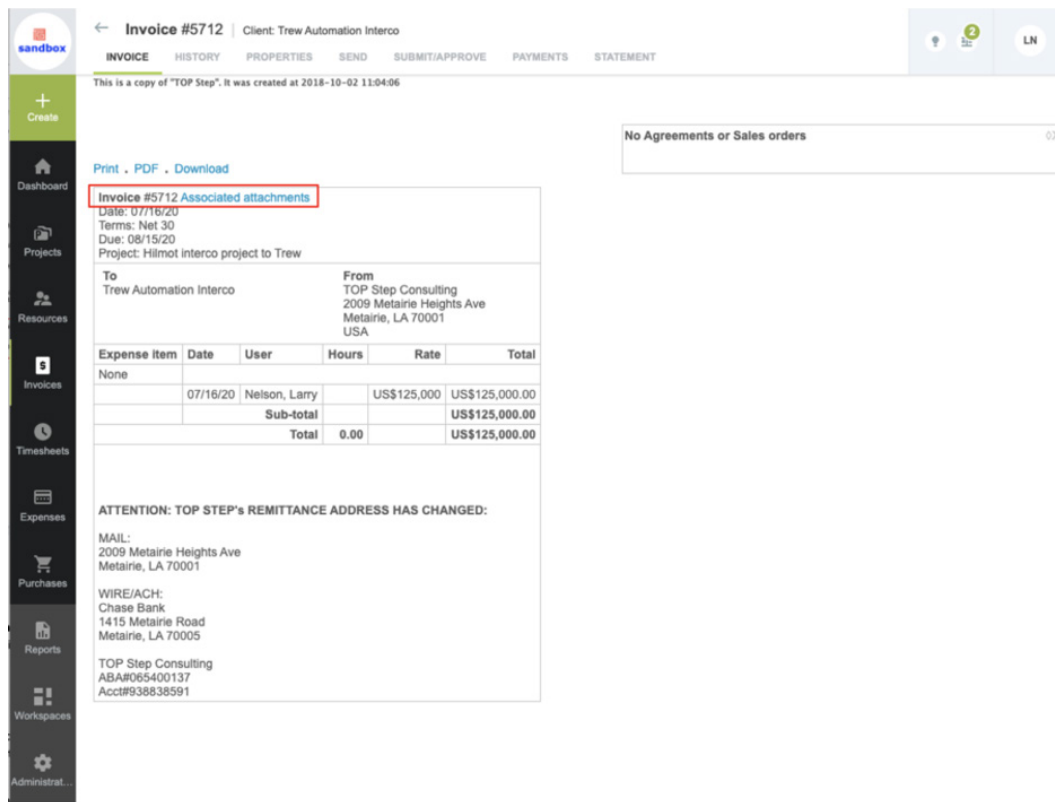 sandbox
← Invoice #5712 | Client: Trew Automation Interco
2
LN
INVOICE HISTORY PROPERTIES SEND SUBMIT/APPROVE PAYMENTS STATEMENT
This is a copy of "TOP Step". It was created at 2018-10-02 11:04:06
+
Create
Dashboard
Projects
Resources
$
Invoices
Timesheets
Expenses
Purchases
Reports
Workspaces
Administrat...
No Agreements or Sales orders
Print . PDF . Download
Invoice #5712 Associated attachments
Date: 07/16/20
Terms: Net 30
Due: 08/15/20
Project: Hilmot interco project to Trew
To From
Trew Automation Interco TOP Step Consulting
2009 Metairie Heights Ave
Metairie, LA 70001
USA
Expense item Date User Hours Rate Total
None
07/16/20 Nelson, Larry US$125,000 US$125,000.00
Sub-total US$125,000.00
Total 0.00 US$125,000.00
ATTENTION: TOP STEP's REMITTANCE ADDRESS HAS CHANGED:
MAIL:
2009 Metairie Heights Ave
Metairie, LA 70001
WIRE/ACH:
Chase Bank
1415 Metairie Road
Metairie, LA 70005
TOP Step Consulting
ABA#065400137
Acct#938838591